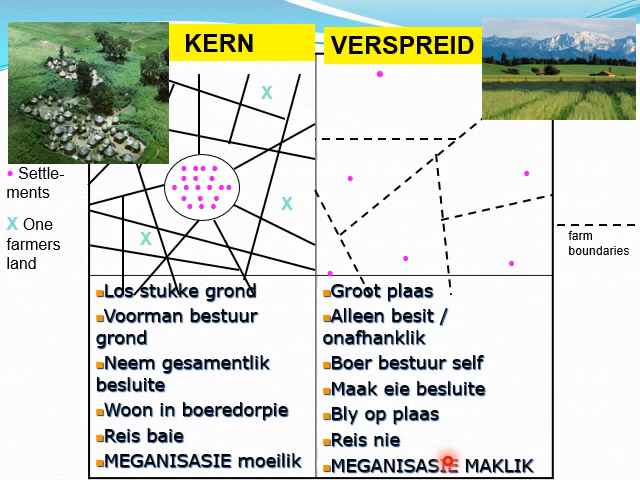 KERN
VERSPREID
X
Settle-
ments
X One
farmers
land
X
X
farm
boundaries
Los stukke grond
Voorman bestuur
grond
Neem gesamentlik
besluite
Woon in boeredorpie
Reis baie
MEGANISASIE moeilik
Groot plaas
Alleen besit /
onafhanklik
Boer bestuur self
Maak eie besluite
Bly op plaas
Reis nie
MEGANISASIE MAKLIK